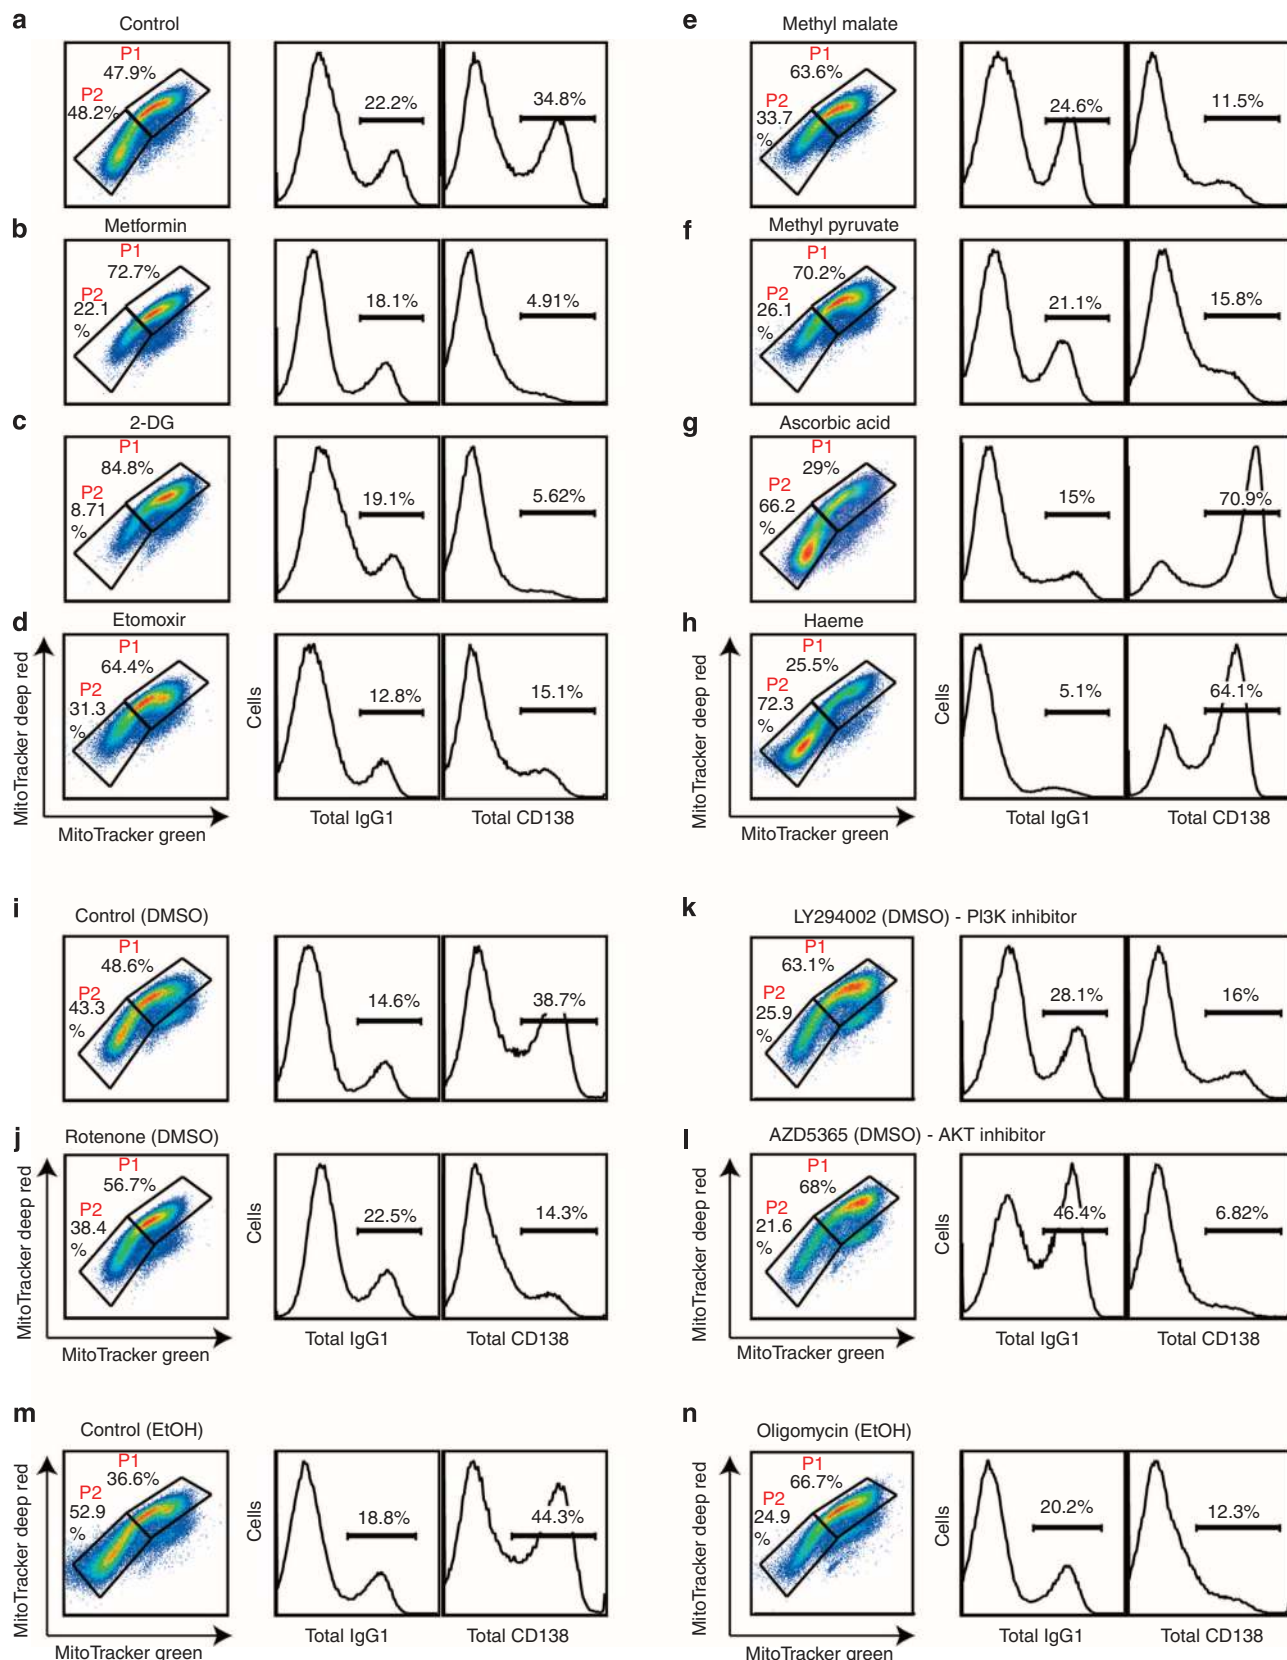 a
Control
P1
47.9%
P2
48.2%
22.2%
34.8%
b
Metformin
P1
72.7%
P2
22.1
%
18.1%
4.91%
c
2-DG
P1
84.8%
P2
8.71
%
19.1%
5.62%
d
Etomoxir
P1
64.4%
P2
31.3
%
12.8%
15.1%
MitoTracker deep red
MitoTracker green
Cells
Total IgG1
Total CD138
e
Methyl malate
P1
63.6%
P2
33.7
%
24.6%
11.5%
f
Methyl pyruvate
P1
70.2%
P2
26.1
%
21.1%
15.8%
g
Ascorbic acid
P1
29%
P2
66.2
%
15%
70.9%
h
Haeme
P1
25.5%
P2
72.3
%
5.1%
64.1%
MitoTracker deep red
MitoTracker green
Cells
Total IgG1
Total CD138
i
Control (DMSO)
P1
48.6%
P2
43.3
%
14.6%
38.7%
j
Rotenone (DMSO)
P1
56.7%
P2
38.4
%
22.5%
14.3%
MitoTracker deep red
MitoTracker green
Cells
Total IgG1
Total CD138
k
LY294002 (DMSO) - PI3K inhibitor
P1
63.1%
P2
25.9
%
28.1%
16%
l
AZD5365 (DMSO) - AKT inhibitor
P1
68%
P2
21.6
%
46.4%
6.82%
MitoTracker deep red
MitoTracker green
Cells
Total IgG1
Total CD138
m
Control (EtOH)
P1
36.6%
P2
52.9
%
18.8%
44.3%
MitoTracker deep red
MitoTracker green
Cells
Total IgG1
Total CD138
n
Oligomycin (EtOH)
P1
66.7%
P2
24.9
%
20.2%
12.3%
MitoTracker deep red
MitoTracker green
Cells
Total IgG1
Total CD138